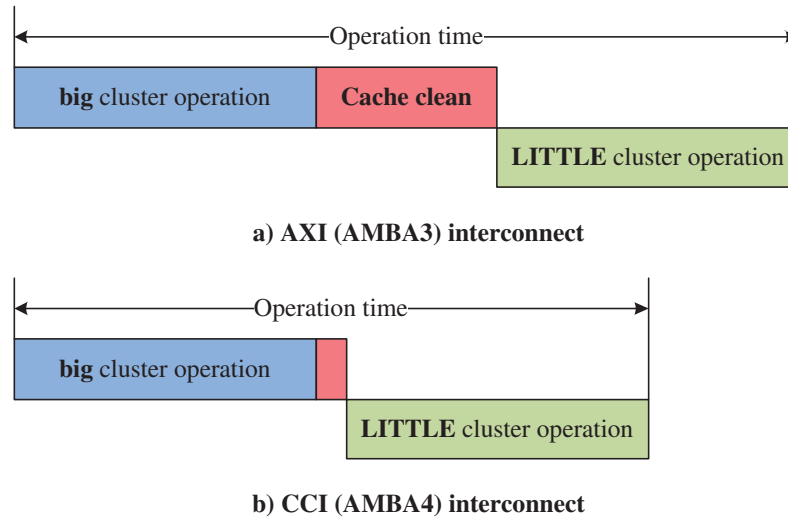 Operation time
big cluster operation
Cache clean
LITTLE cluster operation
a) AXI (AMBA3) interconnect
Operation time
big cluster operation
LITTLE cluster operation
b) CCI (AMBA4) interconnect